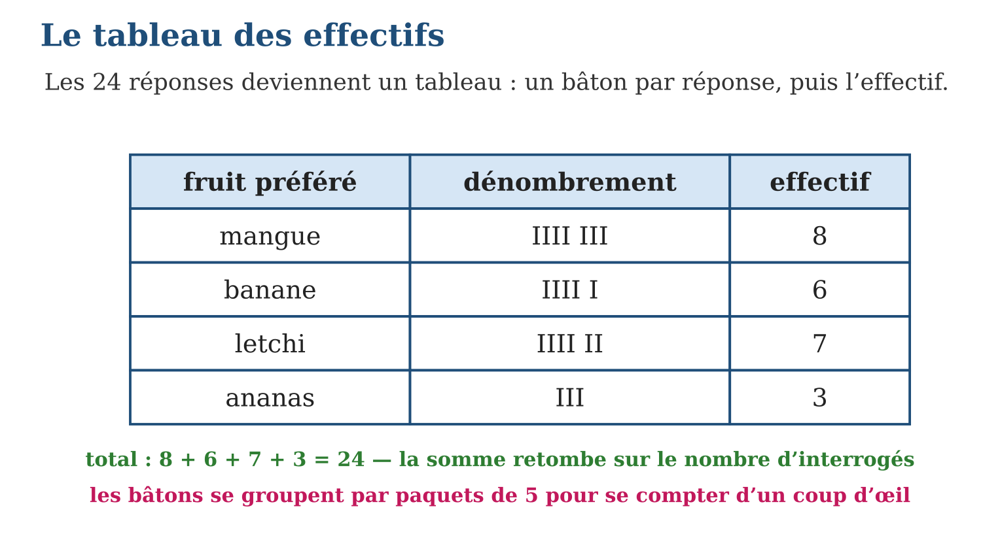 Le tableau des effectifs
Les 24 réponses deviennent un tableau : un bâton par réponse, puis l’effectif.
fruit préféré dénombrement effectif
mangue IIII III 8
banane IIII I 6
letchi IIII II 7
ananas III 3
total : 8 + 6 + 7 + 3 = 24 — la somme retombe sur le nombre d’interrogés
les bâtons se groupent par paquets de 5 pour se compter d’un coup d’œil